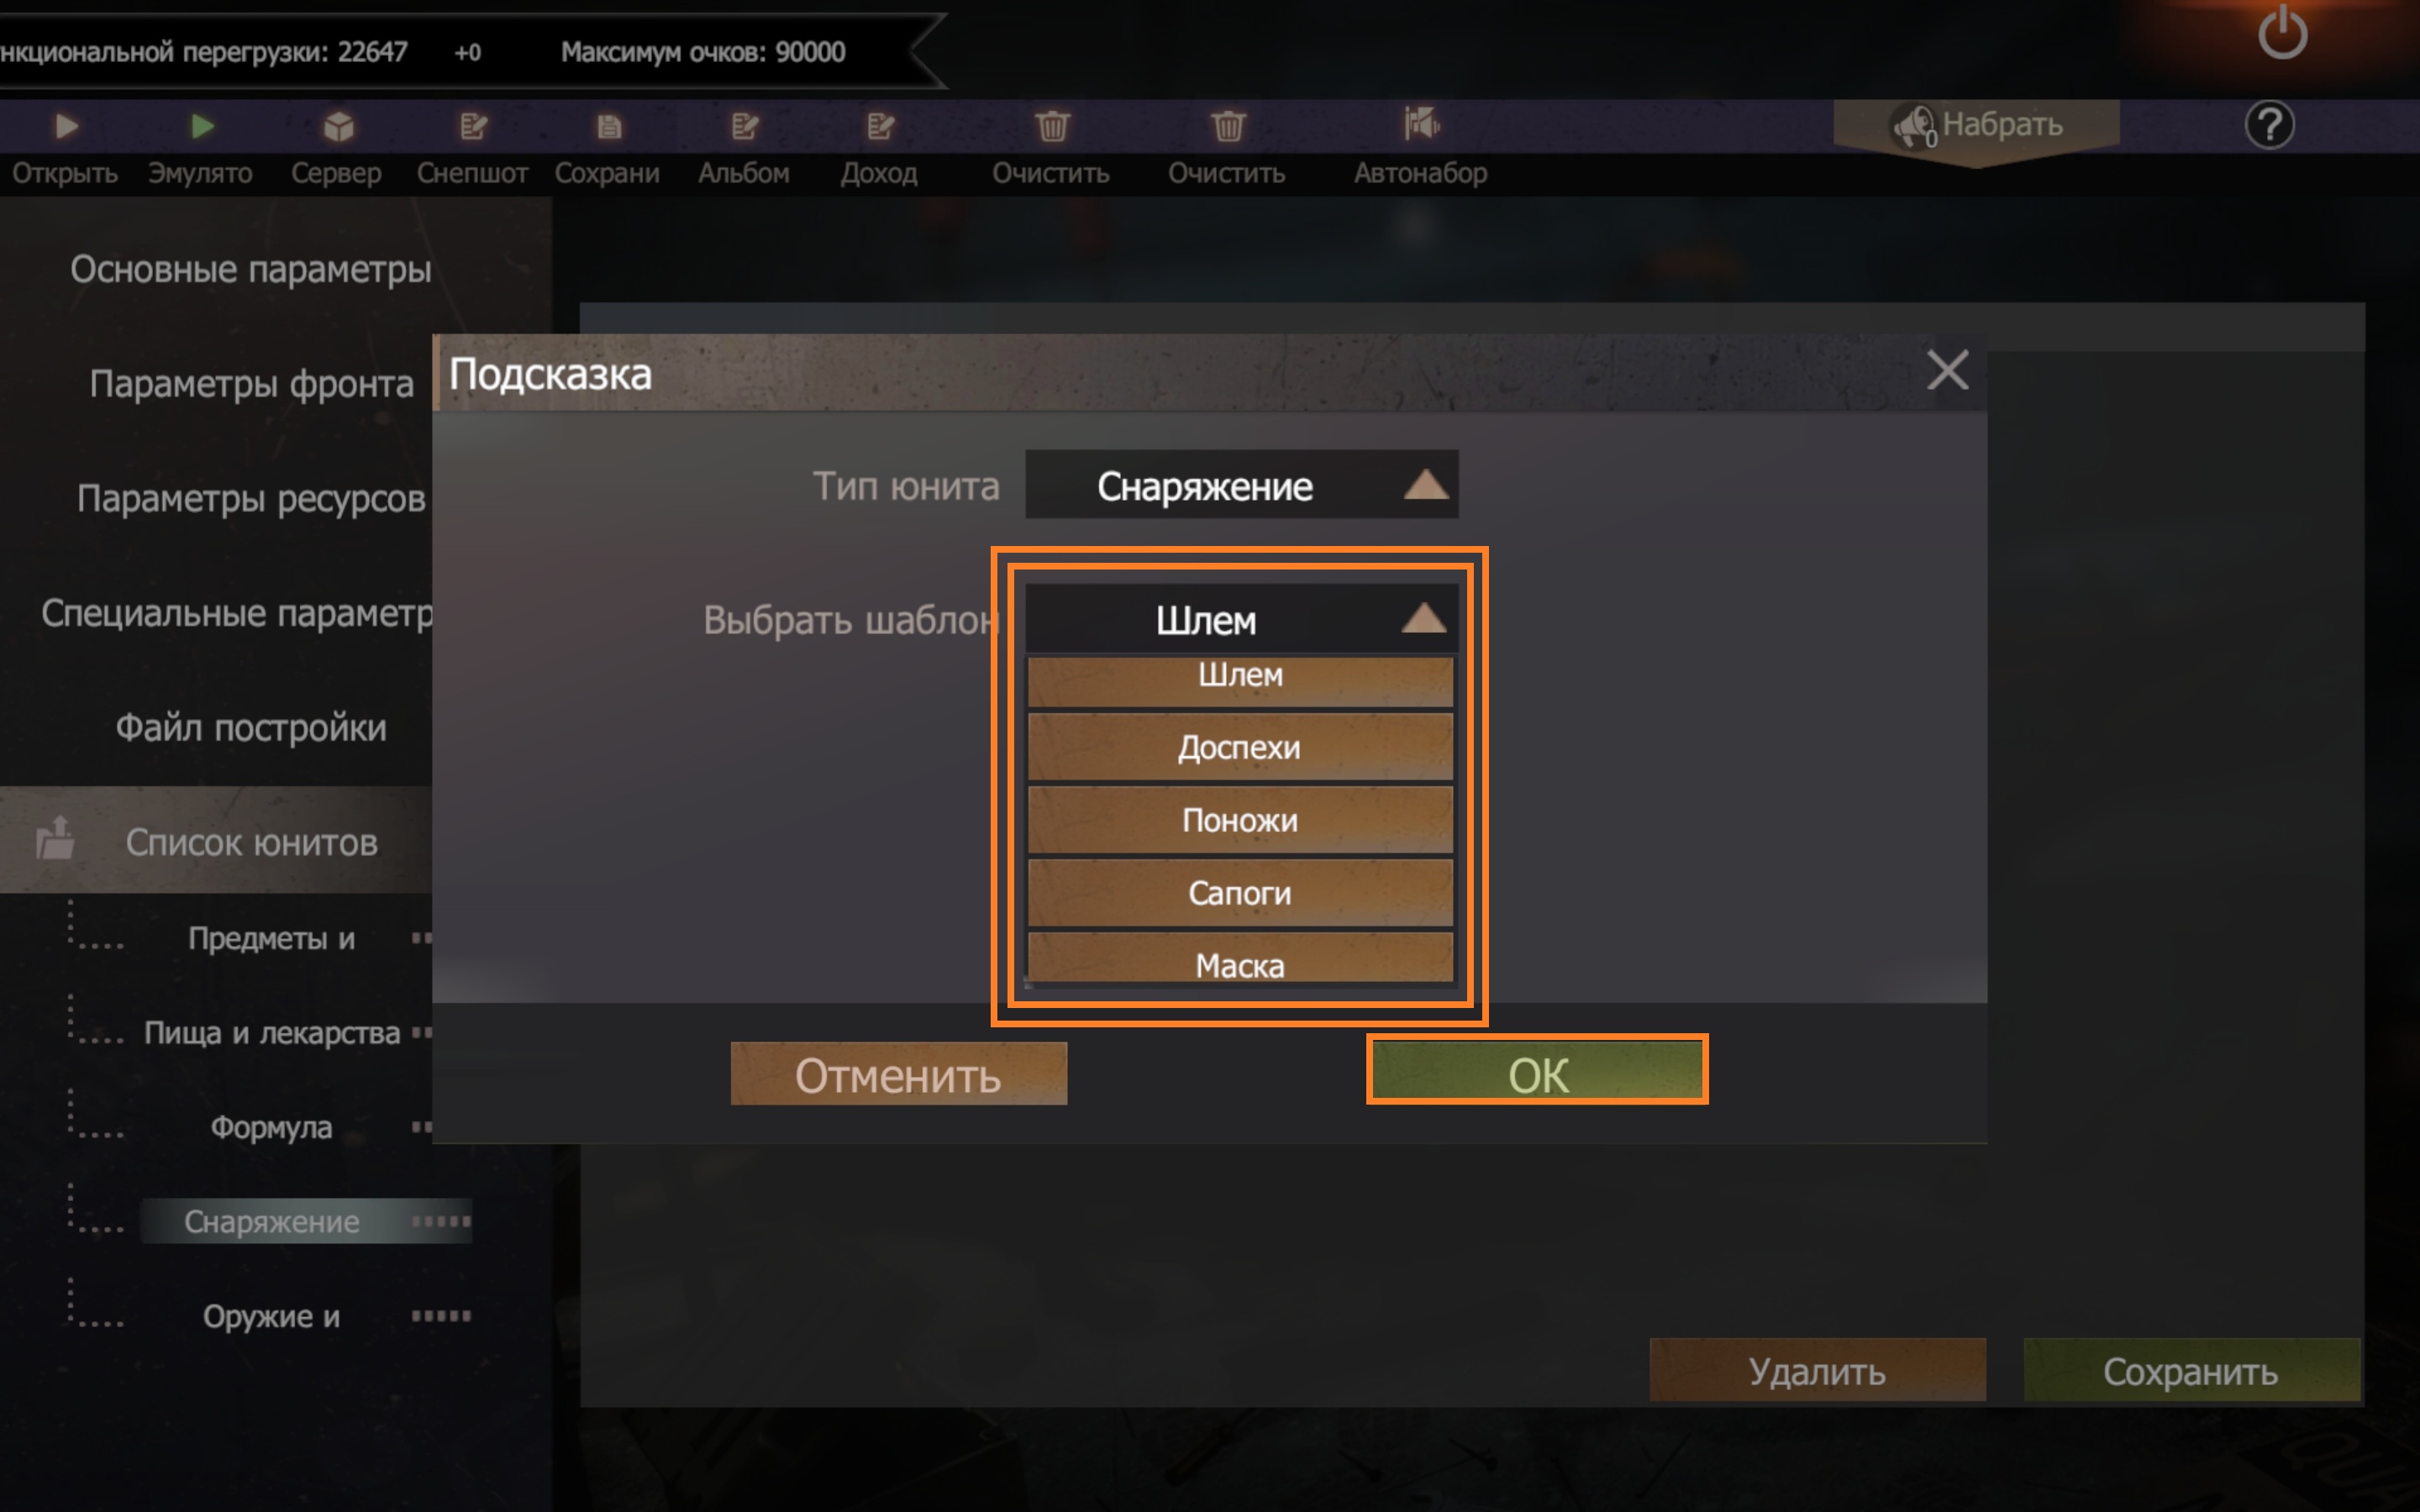 нкциональной перегрузки: 22647 +0 Максимум очков: 90000
0 Набрать ?
Открыть Эмулято Сервер Снепшот Сохрани Альбом Доход Очистить Очистить Автонабор
Основные параметры
Параметры фронта
Параметры ресурсов
Специальные параметр
Файл постройки
Список юнитов
Предметы и
Пища и лекарства
Формула
Снаряжение
Оружие и
Подсказка
Тип юнита Снаряжение
Выбрать шаблон Шлем
Шлем
Доспехи
Поножи
Сапоги
Маска
Отменить ОК
Удалить Сохранить